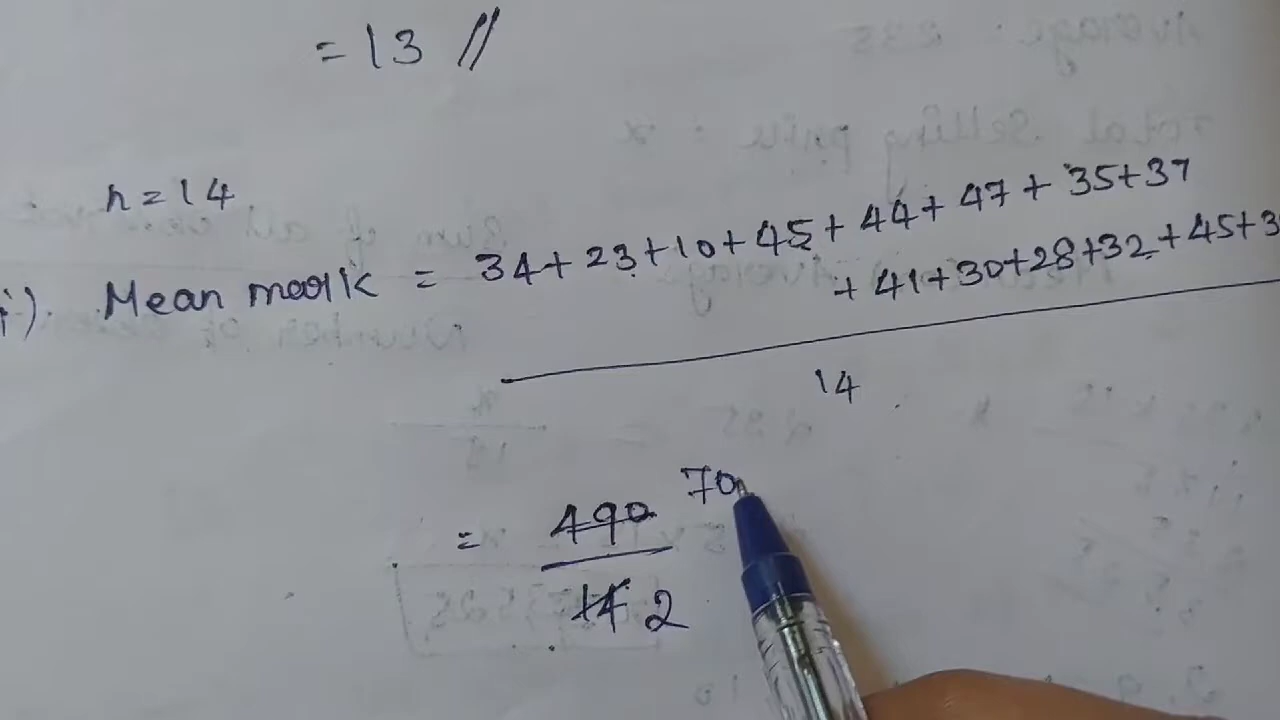 = 13 //
n = 14
i). Mean mark = 34 + 23 + 10 + 45 + 44 + 47 + 35 + 37
+ 41 + 30 + 28 + 32 + 45 + 3
14
= 490 70
14 2